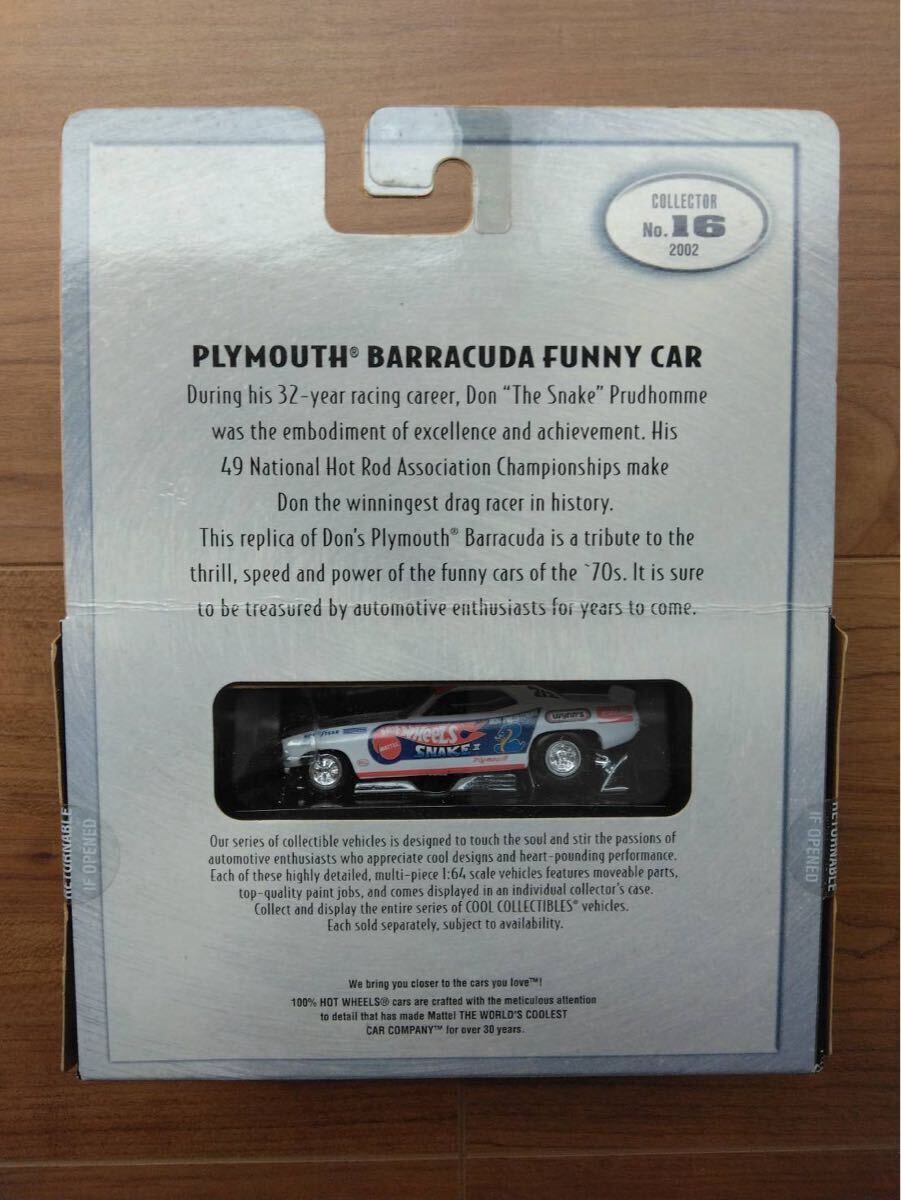 COLLECTOR
No. 16
2002
PLYMOUTH® BARRACUDA FUNNY CAR
During his 32-year racing career, Don “The Snake” Prudhomme
was the embodiment of excellence and achievement. His
49 National Hot Rod Association Championships make
Don the winningest drag racer in history.
This replica of Don's Plymouth® Barracuda is a tribute to the
thrill, speed and power of the funny cars of the `70s. It is sure
to be treasured by automotive enthusiasts for years to come.
WHEELS
MATTEL
SNAKE
Plymouth
Wynn's
Our series of collectible vehicles is designed to touch the soul and stir the passions of
automotive enthusiasts who appreciate cool designs and heart-pounding performance.
Each of these highly detailed, multi-piece 1:64 scale vehicles features moveable parts,
top-quality paint jobs, and comes displayed in an individual collector's case.
Collect and display the entire series of COOL COLLECTIBLES® vehicles.
Each sold separately, subject to availability.
We bring you closer to the cars you love™!
100% HOT WHEELS® cars are crafted with the meticulous attention
to detail that has made Mattel THE WORLD'S COOLEST
CAR COMPANY™ for over 30 years.
IF OPENED
IF OPENED